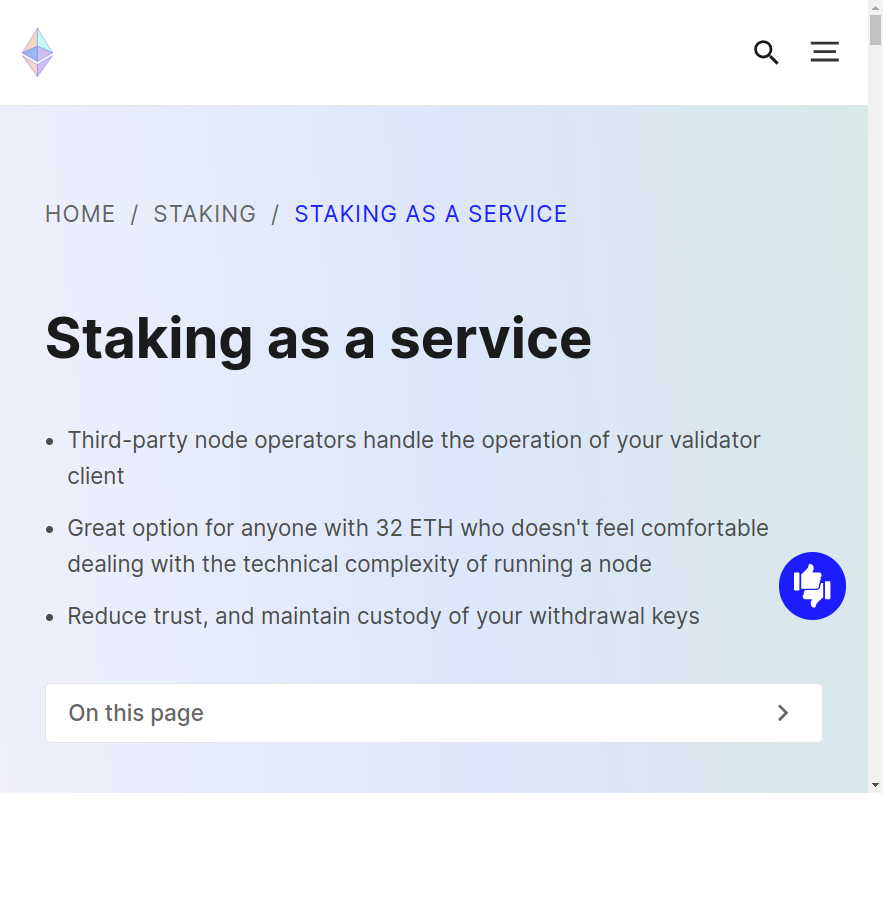 HOME / STAKING / STAKING AS A SERVICE
Staking as a service
• Third-party node operators handle the operation of your validator
client
• Great option for anyone with 32 ETH who doesn't feel comfortable
dealing with the technical complexity of running a node
• Reduce trust, and maintain custody of your withdrawal keys
On this page